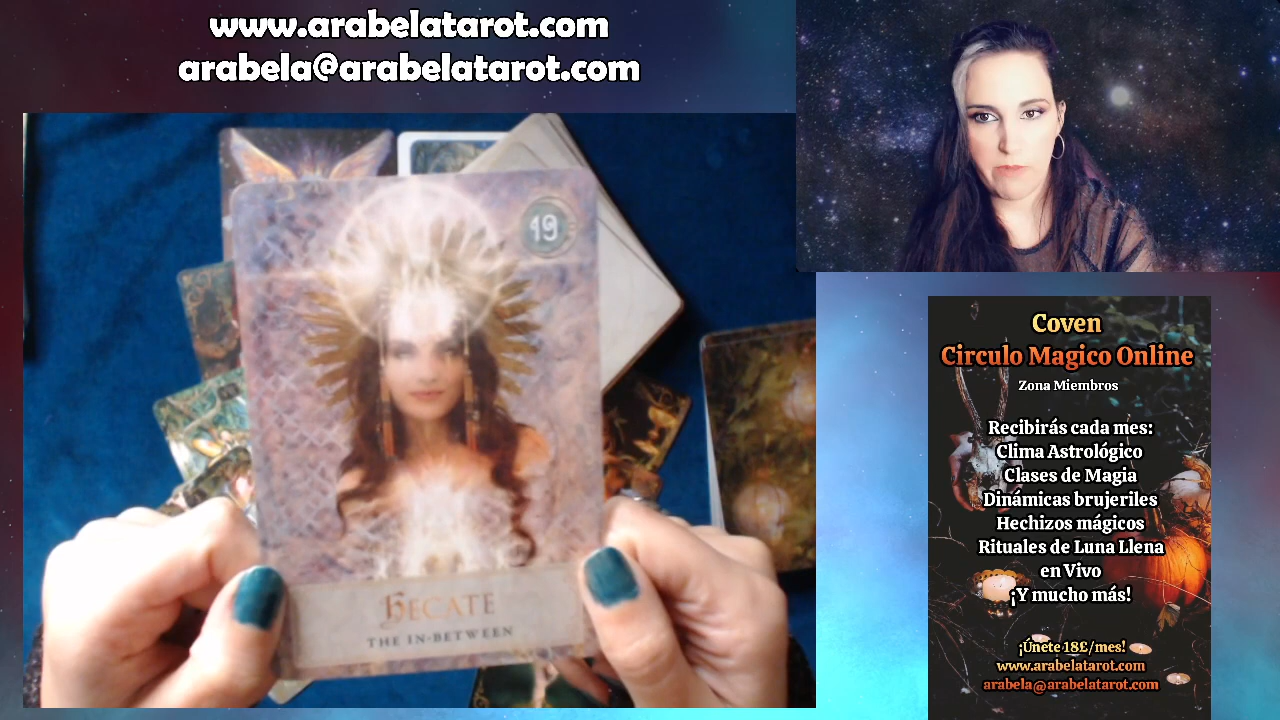 www.arabelatarot.com
arabela@arabelatarot.com
19
HECATE
THE IN-BETWEEN
Coven
Circulo Magico Online
Zona Miembros
Recibirás cada mes:
Clima Astrológico
Clases de Magia
Dinámicas brujeriles
Hechizos mágicos
Rituales de Luna Llena
en Vivo
¡Y mucho más!
¡Únete 18£/mes!
www.arabelatarot.com
arabela@arabelatarot.com